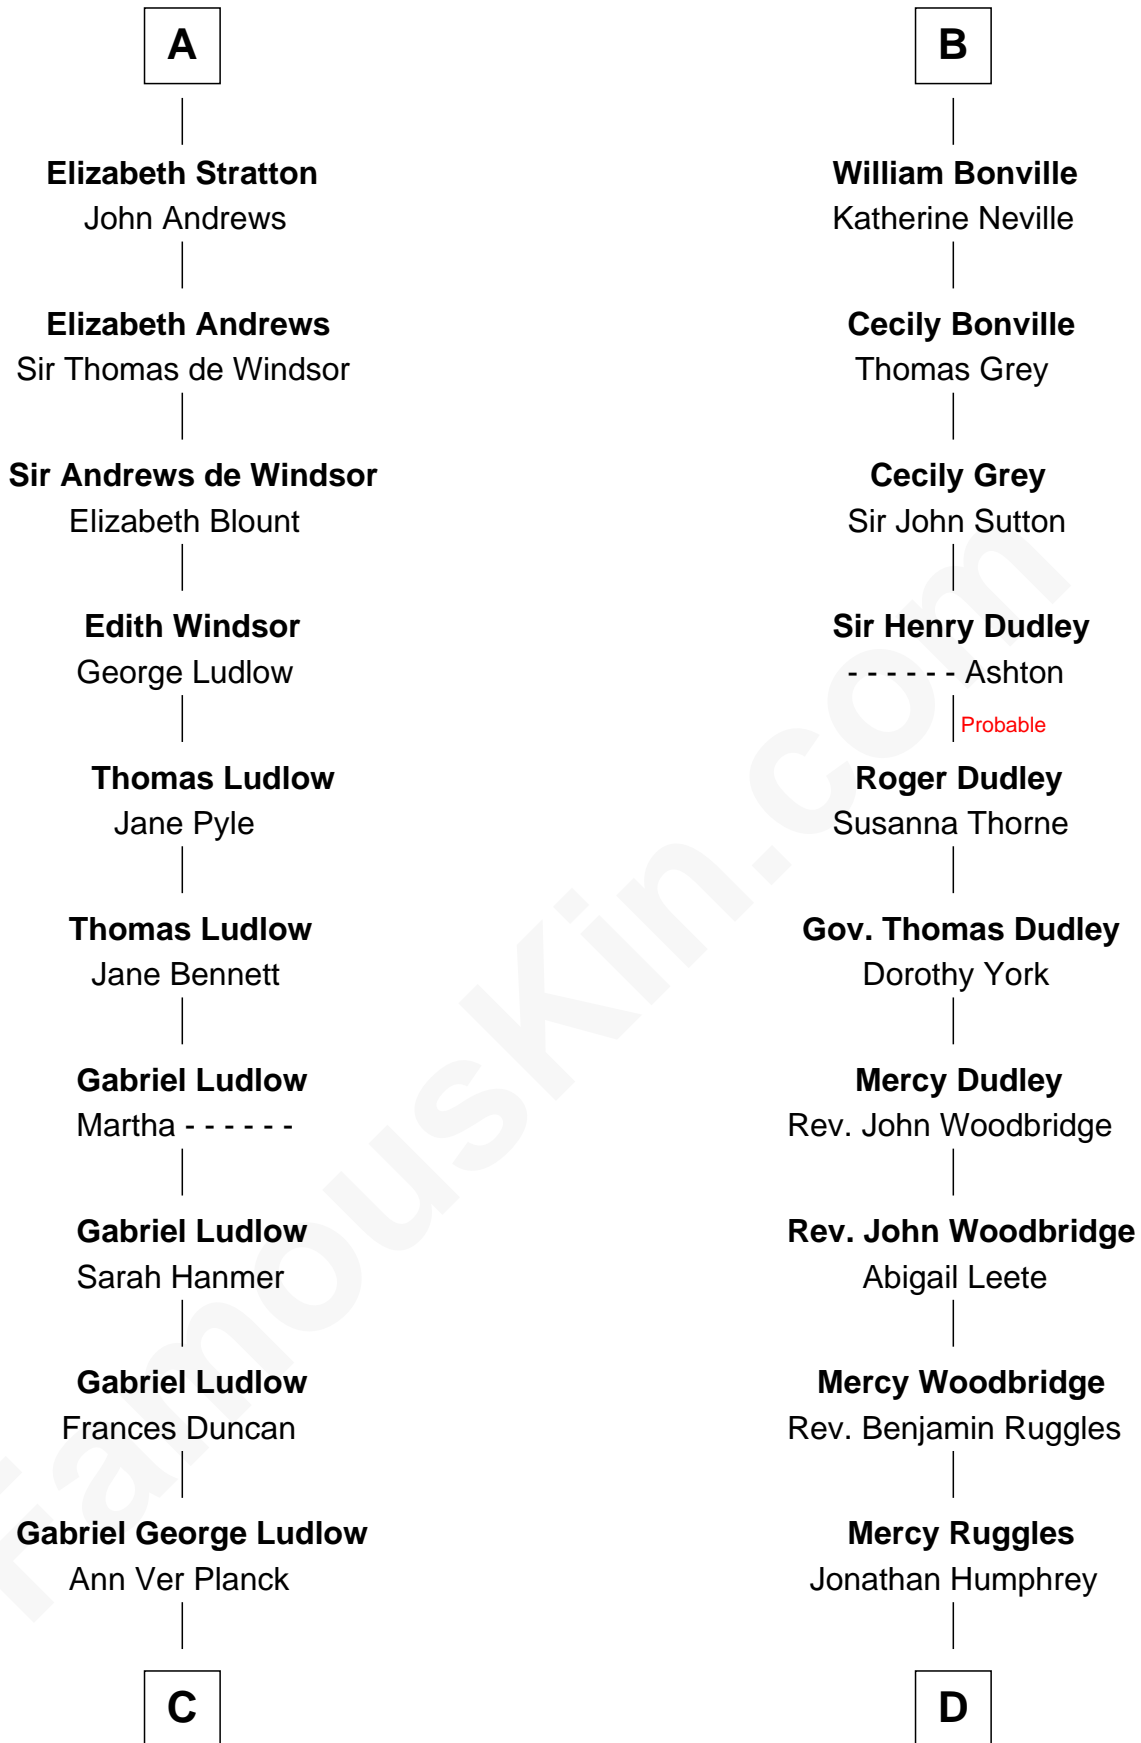 A
Elizabeth Stratton
John Andrews
Elizabeth Andrews
Sir Thomas de Windsor
Sir Andrews de Windsor
Elizabeth Blount
Edith Windsor
George Ludlow
Thomas Ludlow
Jane Pyle
Thomas Ludlow
Jane Bennett
Gabriel Ludlow
Martha - - - - - -
Gabriel Ludlow
Sarah Hanmer
Gabriel Ludlow
Frances Duncan
Gabriel George Ludlow
Ann Ver Planck
C
B
William Bonville
Katherine Neville
Cecily Bonville
Thomas Grey
Cecily Grey
Sir John Sutton
Sir Henry Dudley
- - - - - - Ashton
Probable
Roger Dudley
Susanna Thorne
Gov. Thomas Dudley
Dorothy York
Mercy Dudley
Rev. John Woodbridge
Rev. John Woodbridge
Abigail Leete
Mercy Woodbridge
Rev. Benjamin Ruggles
Mercy Ruggles
Jonathan Humphrey
D
FamousKin.com